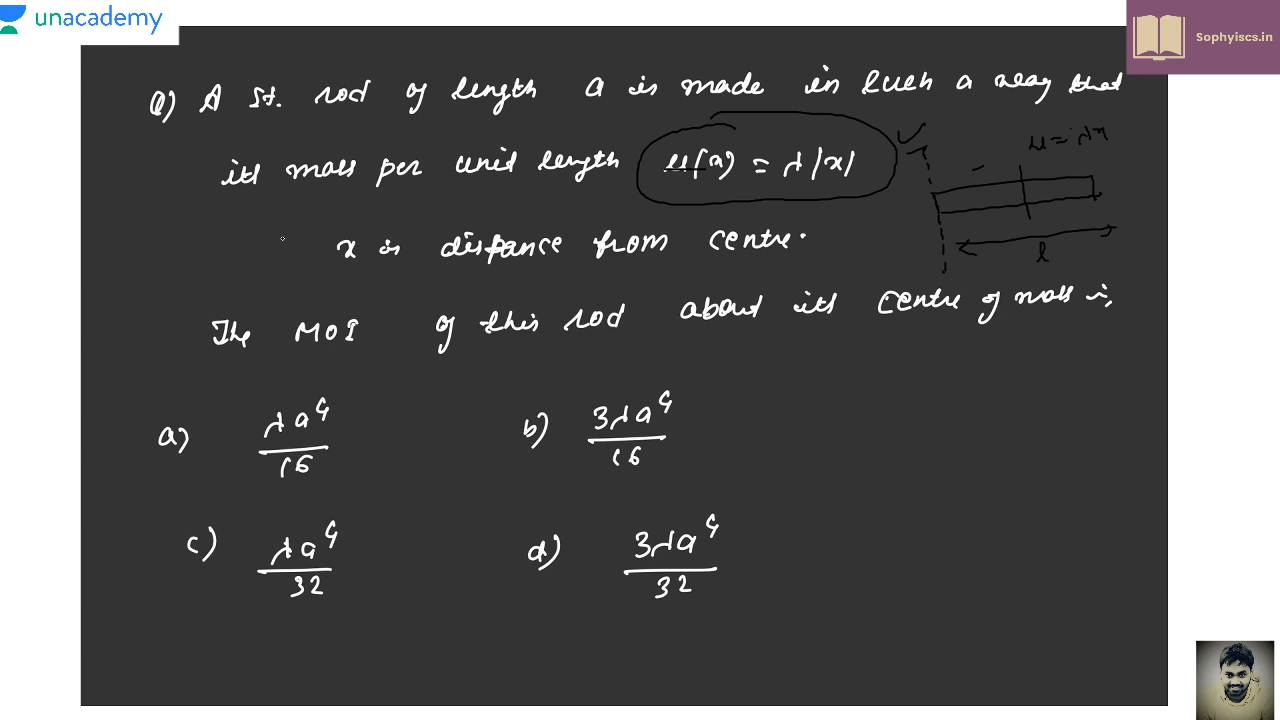 unacademy
Sophyiscs.in
Q) A st. rod of length a is made in such a way that
its mass per unit length μ(x) = λ|x|
μ = λx
x is distance from centre.
l
The MOI of this rod about its centre of mass is,
a) λa⁴/16
b) 3λa⁴/16
c) λa⁴/32
d) 3λa⁴/32